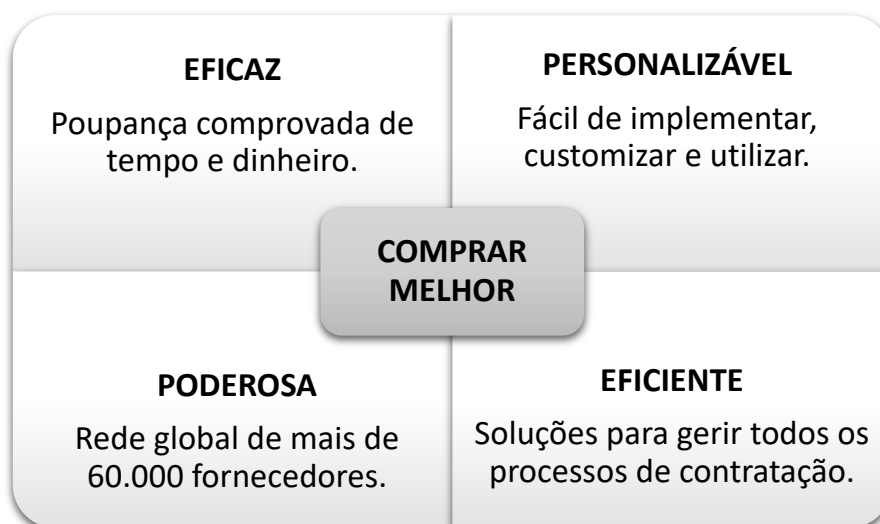 EFICAZ
Poupança comprovada de
tempo e dinheiro.
PERSONALIZÁVEL
Fácil de implementar,
customizar e utilizar.
COMPRAR
MELHOR
PODEROSA
Rede global de mais de
60.000 fornecedores.
EFICIENTE
Soluções para gerir todos os
processos de contratação.